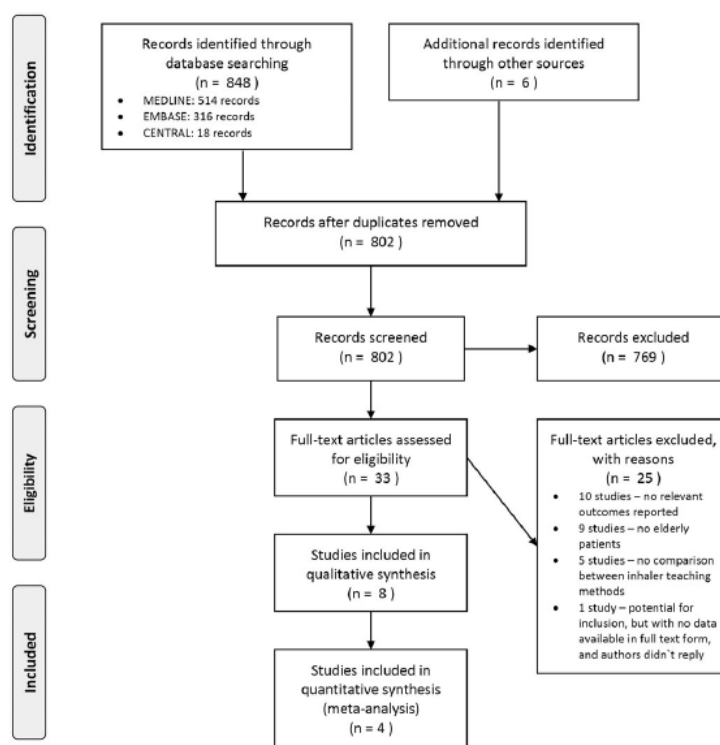 Identification
Records identified through
database searching
(n = 848)
• MEDLINE: 514 records
• EMBASE: 316 records
• CENTRAL: 18 records
Additional records identified
through other sources
(n = 6)
Records after duplicates removed
(n = 802)
Screening
Records screened
(n = 802)
Records excluded
(n = 769)
Eligibility
Full-text articles assessed
for eligibility
(n = 33)
Full-text articles excluded,
with reasons
(n = 25)
• 10 studies – no relevant
outcomes reported
• 9 studies – no elderly
patients
• 5 studies – no comparison
between inhaler teaching
methods
• 1 study – potential for
inclusion, but with no data
available in full text form,
and authors didn`t reply
Studies included in
qualitative synthesis
(n = 8)
Included
Studies included in
quantitative synthesis
(meta-analysis)
(n = 4)